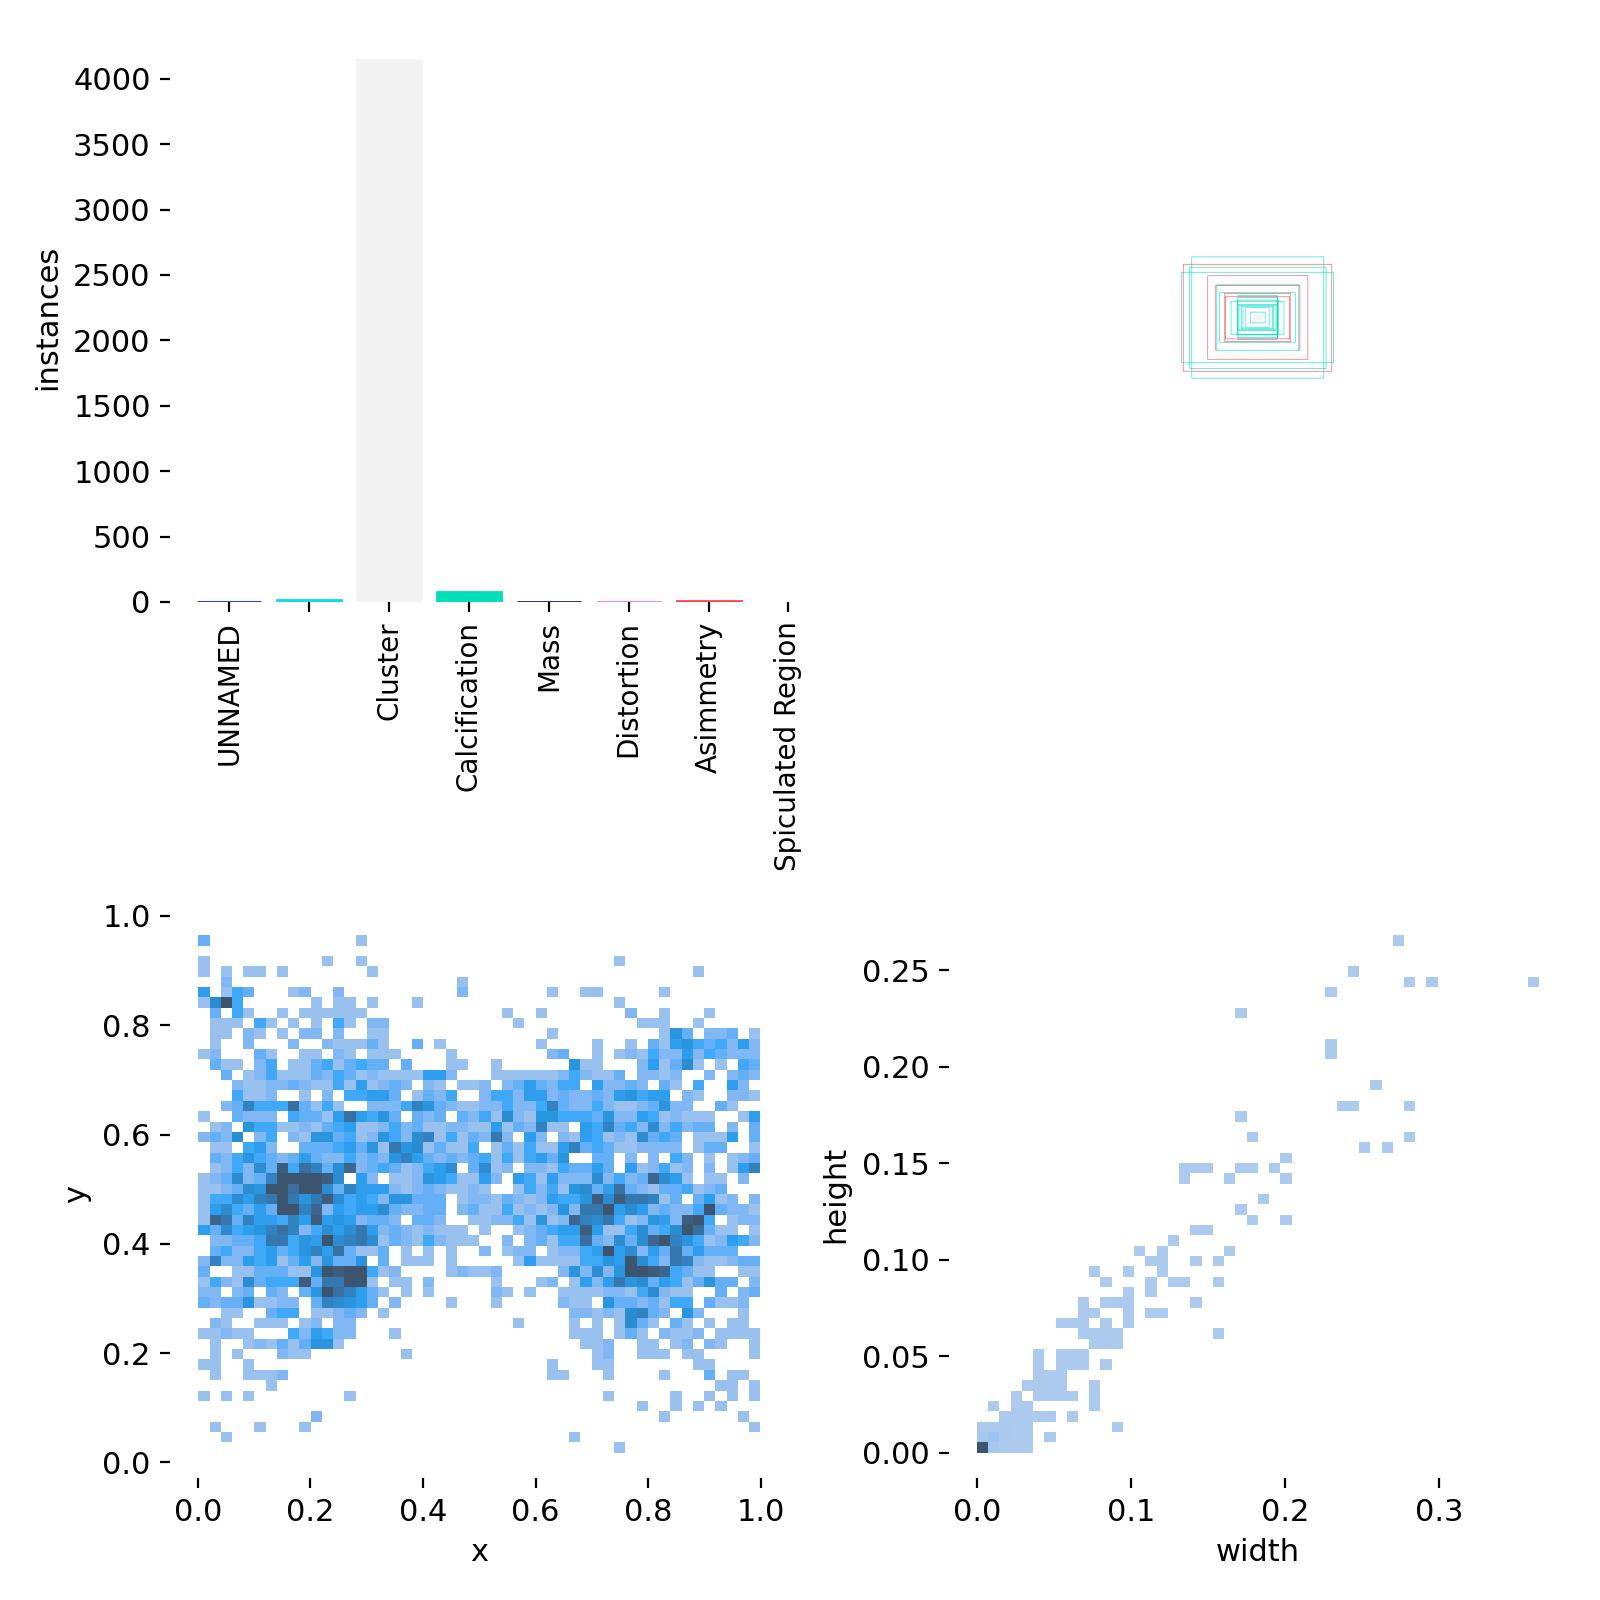 instances
4000
3500
3000
2500
2000
1500
1000
500
0
UNNAMED
Cluster
Calcification
Mass
Distortion
Asimmetry
Spiculated Region
y
1.0
0.8
0.6
0.4
0.2
0.0
0.0 0.2 0.4 0.6 0.8 1.0
x
height
0.25
0.20
0.15
0.10
0.05
0.00
0.0 0.1 0.2 0.3
width